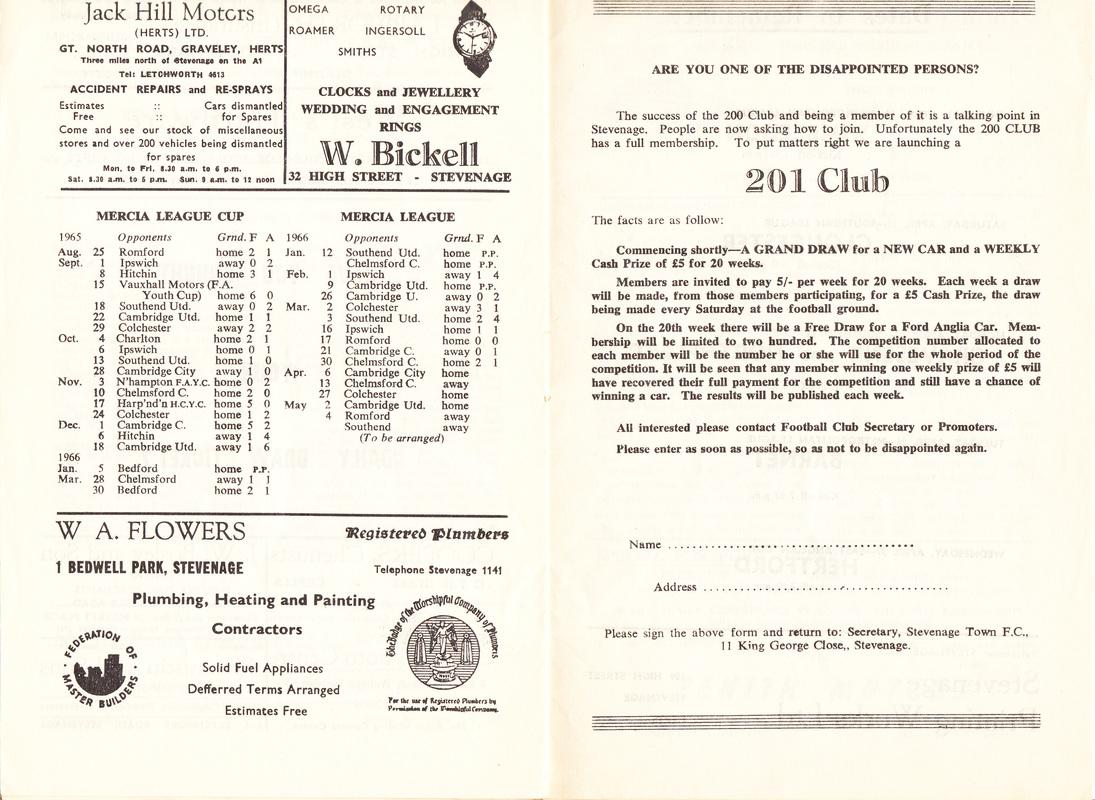 Jack Hill Motors
(HERTS) LTD.
GT. NORTH ROAD, GRAVELEY, HERTS
Three miles north of Stevenage on the A1
Tel: LETCHWORTH 4613
ACCIDENT REPAIRS and RE-SPRAYS
Estimates :: Cars dismantled
Free :: for Spares
Come and see our stock of miscellaneous
stores and over 200 vehicles being dismantled
for spares
Mon. to Fri. 8.30 a.m. to 6 p.m.
Sat. 8.30 a.m. to 5 p.m. Sun. 9 a.m. to 12 noon
OMEGA ROTARY
ROAMER INGERSOLL
SMITHS
CLOCKS and JEWELLERY
WEDDING and ENGAGEMENT
RINGS
W. Bickell
32 HIGH STREET - STEVENAGE
MERCIA LEAGUE CUP
1965 Opponents Grnd. F A
Aug. 25 Romford home 2 1
Sept. 1 Ipswich away 0 2
8 Hitchin home 3 1
15 Vauxhall Motors (F.A.
Youth Cup) home 6 0
18 Southend Utd. away 0 2
22 Cambridge Utd. home 1 1
29 Colchester away 2 2
Oct. 4 Charlton home 2 1
6 Ipswich home 0 1
13 Southend Utd. home 1 0
28 Cambridge City away 1 0
Nov. 3 N'hampton F.A.Y.C. home 0 2
10 Chelmsford C. home 2 0
17 Harp'nd'n H.C.Y.C. home 5 0
24 Colchester home 1 2
Dec. 1 Cambridge C. home 5 2
6 Hitchin away 1 4
18 Cambridge Utd. away 1 6
1966
Jan. 5 Bedford home P.P.
Mar. 28 Chelmsford away 1 1
30 Bedford home 2 1
MERCIA LEAGUE
1966 Opponents Grnd. F A
Jan. 12 Southend Utd. home P.P.
Chelmsford C. home P.P.
Feb. 1 Ipswich away 1 4
9 Cambridge Utd. home P.P.
26 Cambridge U. away 0 2
Mar. 2 Colchester away 3 1
3 Southend Utd. home 2 4
16 Ipswich home 1 1
17 Romford home 0 0
21 Cambridge C. away 0 1
30 Chelmsford C. home 2 1
Apr. 6 Cambridge City home
13 Chelmsford C. away
27 Colchester home
May 2 Cambridge Utd. home
4 Romford away
Southend away
(To be arranged)
W A. FLOWERS
Registered Plumbers
1 BEDWELL PARK, STEVENAGE
Telephone Stevenage 1141
Plumbing, Heating and Painting
Contractors
Solid Fuel Appliances
Defferred Terms Arranged
Estimates Free
FEDERATION OF
MASTER BUILDERS
The Badge of the Worshipful Company of Plumbers
For the use of Registered Plumbers by
Permission of the Worshipful Company.
ARE YOU ONE OF THE DISAPPOINTED PERSONS?
The success of the 200 Club and being a member of it is a talking point in
Stevenage. People are now asking how to join. Unfortunately the 200 CLUB
has a full membership. To put matters right we are launching a
201 Club
The facts are as follow:
Commencing shortly—A GRAND DRAW for a NEW CAR and a WEEKLY
Cash Prize of £5 for 20 weeks.
Members are invited to pay 5/- per week for 20 weeks. Each week a draw
will be made, from those members participating, for a £5 Cash Prize, the draw
being made every Saturday at the football ground.
On the 20th week there will be a Free Draw for a Ford Anglia Car. Mem-
bership will be limited to two hundred. The competition number allocated to
each member will be the number he or she will use for the whole period of the
competition. It will be seen that any member winning one weekly prize of £5 will
have recovered their full payment for the competition and still have a chance of
winning a car. The results will be published each week.
All interested please contact Football Club Secretary or Promoters.
Please enter as soon as possible, so as not to be disappointed again.
Name ........................................
Address ........................................
Please sign the above form and return to: Secretary, Stevenage Town F.C.,
11 King George Close,, Stevenage.